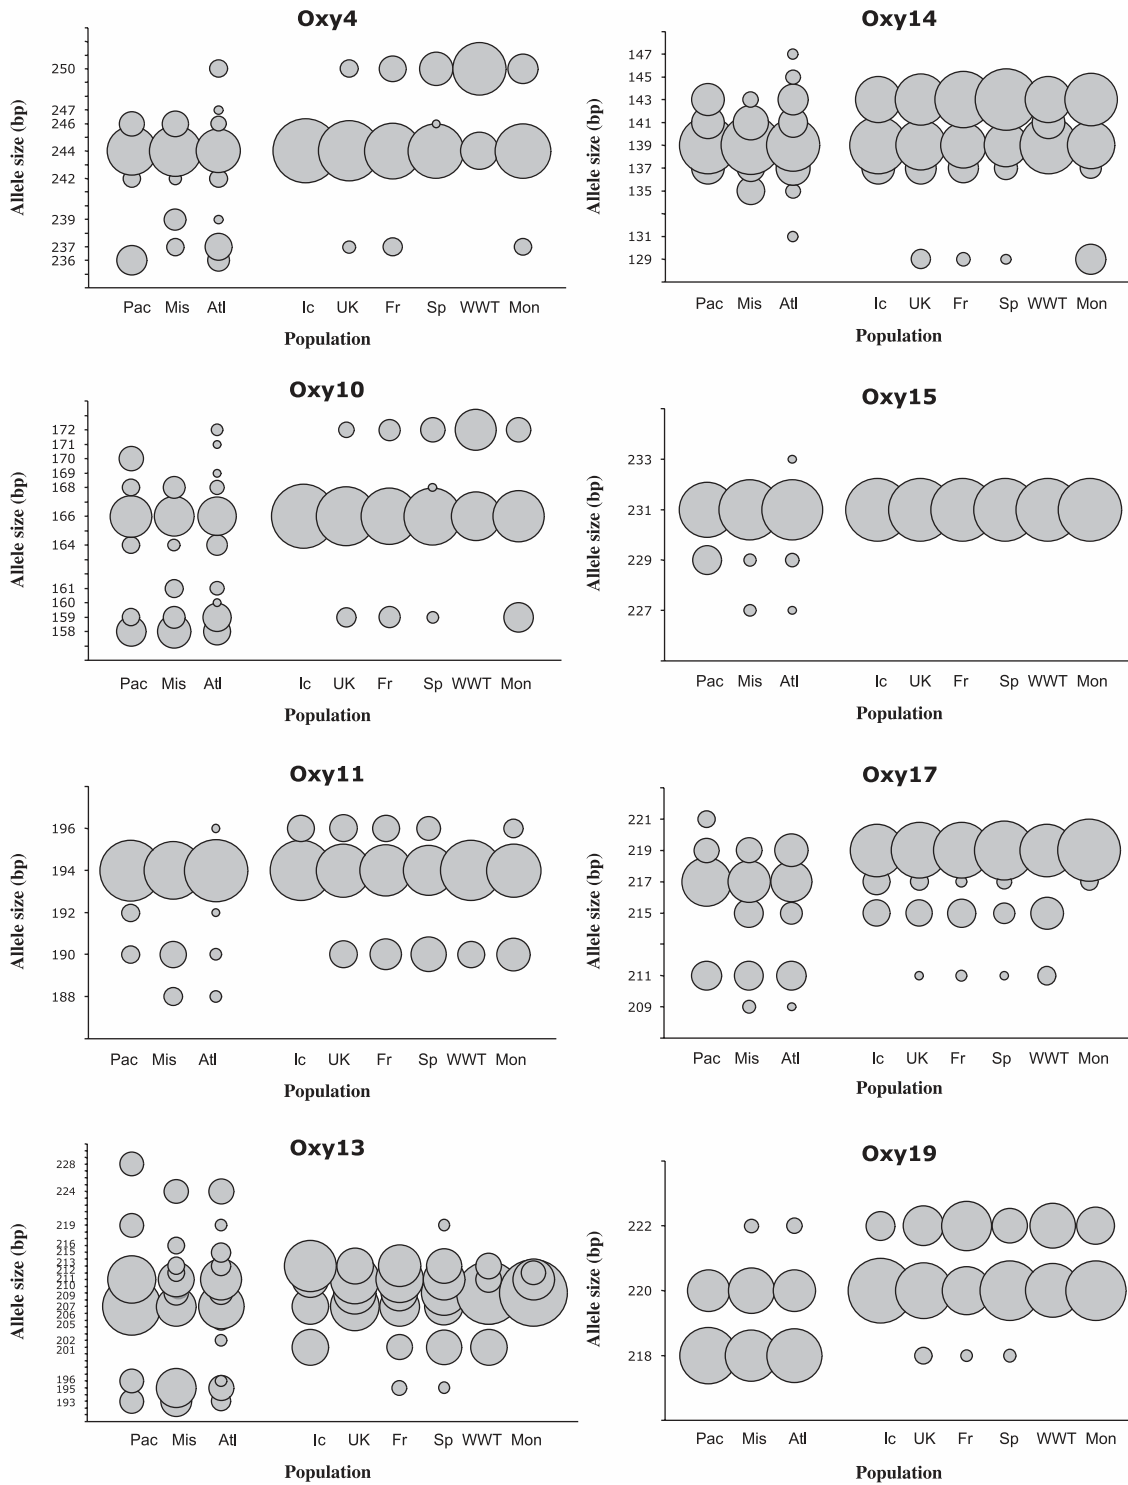 Oxy4
Allele size (bp)
250
247
246
244
242
239
237
236
Pac Mis Atl Ic UK Fr Sp WWT Mon
Population
Oxy14
Allele size (bp)
147
145
143
141
139
137
135
131
129
Pac Mis Atl Ic UK Fr Sp WWT Mon
Population
Oxy10
Allele size (bp)
172
171
170
169
168
166
164
161
160
159
158
Pac Mis Atl Ic UK Fr Sp WWT Mon
Population
Oxy15
Allele size (bp)
233
231
229
227
Pac Mis Atl Ic UK Fr Sp WWT Mon
Population
Oxy11
Allele size (bp)
196
194
192
190
188
Pac Mis Atl Ic UK Fr Sp WWT Mon
Population
Oxy17
Allele size (bp)
221
219
217
215
211
209
Pac Mis Atl Ic UK Fr Sp WWT Mon
Population
Oxy13
Allele size (bp)
228
224
219
216
215
213
212
211
210
209
207
206
205
202
201
196
195
193
Pac Mis Atl Ic UK Fr Sp WWT Mon
Population
Oxy19
Allele size (bp)
222
220
218
Pac Mis Atl Ic UK Fr Sp WWT Mon
Population